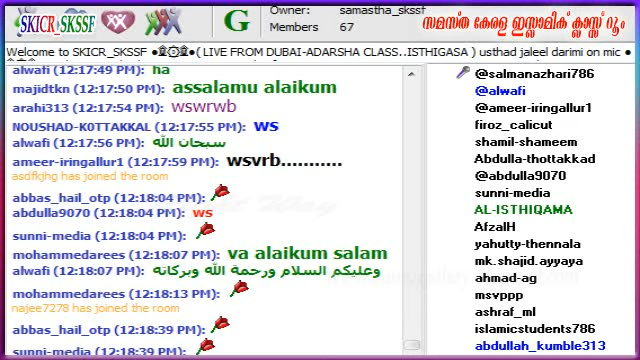 SKICR_SKSSF
G
Owner: samastha_skssf
Members 67
സമസ്ത കേരള ഇസ്ലാമിക് ക്ലാസ്സ് റൂം
Welcome to SKICR_SKSSF ( LIVE FROM DUBAI-ADARSHA CLASS..ISTHIGASA ) usthad jaleel darimi on mic
alwafi (12:17:49 PM): ha
majidtkn (12:17:50 PM): assalamu alaikum
arahi313 (12:17:54 PM): wswrwb
NOUSHAD-K0TTAKKAL (12:17:55 PM): ws
alwafi (12:17:56 PM): سبحان الله
ameer-iringallur1 (12:17:59 PM): wsvrb...........
asdfkjhg has joined the room
abbas_hail_otp (12:18:04 PM):
abdulla9070 (12:18:04 PM): ws
sunni-media (12:18:04 PM):
mohammedarees (12:18:07 PM): va alaikum salam
alwafi (12:18:07 PM): وعليكم السلام ورحمة الله وبركاته
mohammedarees (12:18:13 PM):
najee7278 has joined the room
abbas_hail_otp (12:18:39 PM):
sunni-media (12:18:39 PM):
@salmanazhari786
@alwafi
@ameer-iringallur1
firoz_calicut
shamil-shameem
Abdulla-thottakkad
@abdulla9070
sunni-media
AL-ISTHIQAMA
AfzalH
yahutty-thennala
mk.shajid.ayyaya
ahmad-ag
msvppp
ashraf_ml
islamicstudents786
abdullah_kumble313